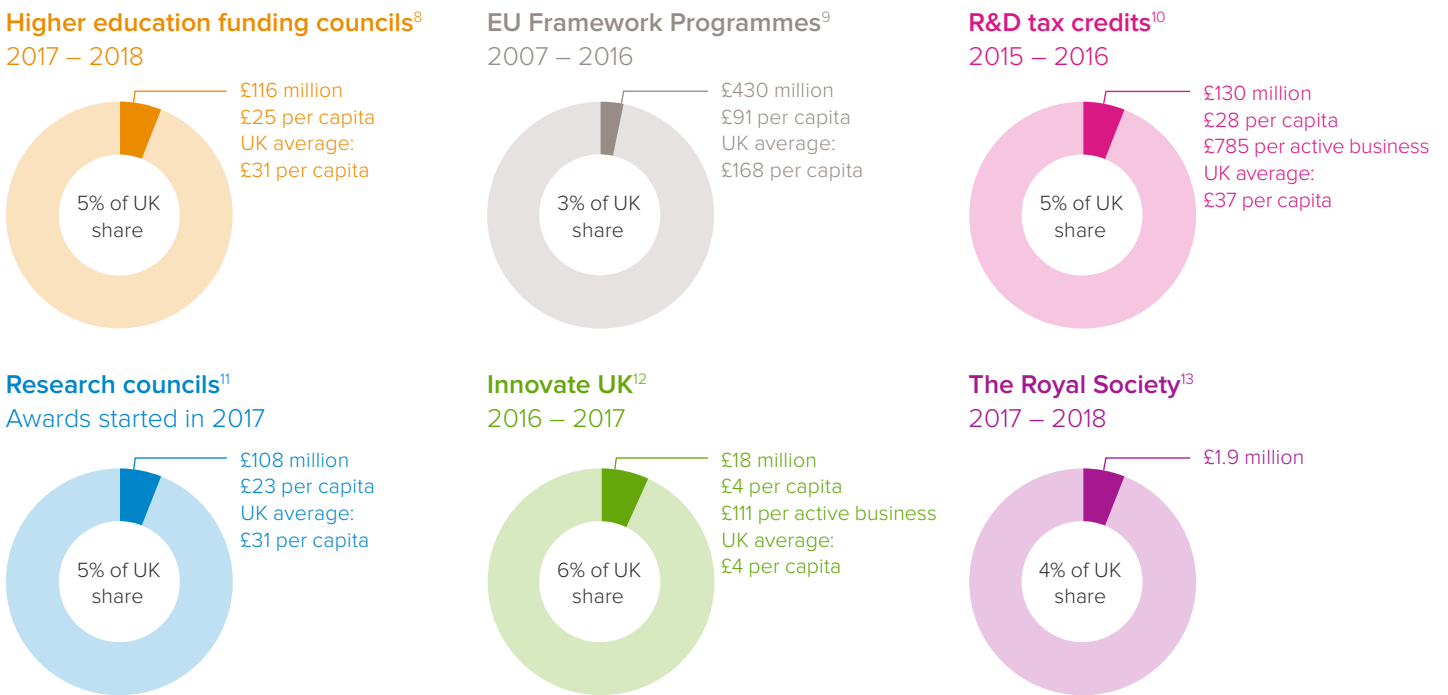 Higher education funding councils8
2017 – 2018
£116 million
£25 per capita
UK average:
£31 per capita
5% of UK
share
EU Framework Programmes9
2007 – 2016
£430 million
£91 per capita
UK average:
£168 per capita
3% of UK
share
R&D tax credits10
2015 – 2016
£130 million
£28 per capita
£785 per active business
UK average:
£37 per capita
5% of UK
share
Research councils11
Awards started in 2017
£108 million
£23 per capita
UK average:
£31 per capita
5% of UK
share
Innovate UK12
2016 – 2017
£18 million
£4 per capita
£111 per active business
UK average:
£4 per capita
6% of UK
share
The Royal Society13
2017 – 2018
£1.9 million
4% of UK
share